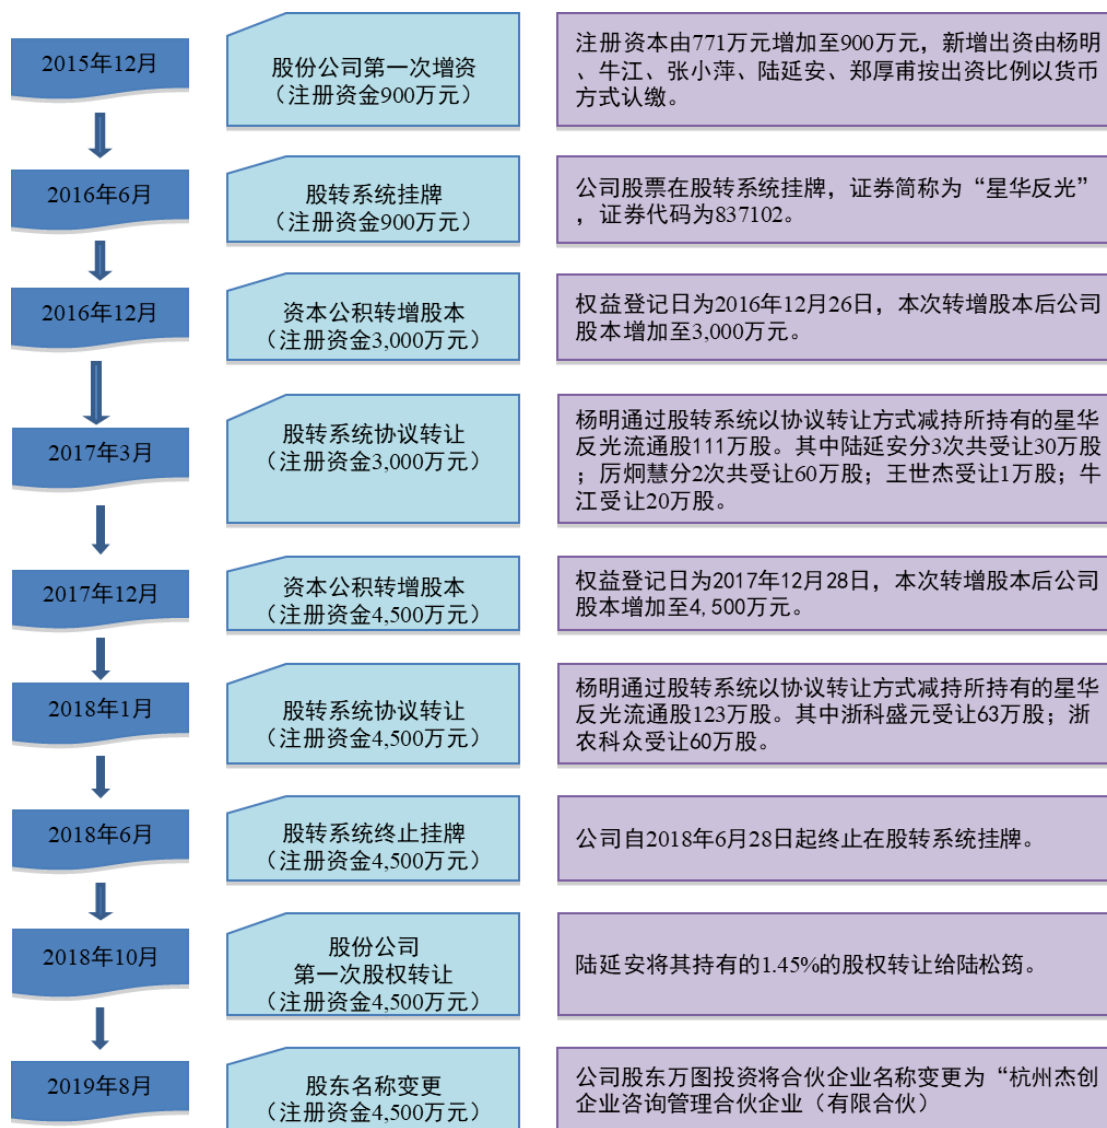 2015年12月
股份公司第一次增资
（注册资金900万元）
注册资本由771万元增加至900万元，新增出资由杨明
、牛江、张小萍、陆延安、郑厚甫按出资比例以货币
方式认缴。
2016年6月
股转系统挂牌
（注册资金900万元）
公司股票在股转系统挂牌，证券简称为“星华反光”
，证券代码为837102。
2016年12月
资本公积转增股本
（注册资金3,000万元）
权益登记日为2016年12月26日，本次转增股本后公司
股本增加至3,000万元。
2017年3月
股转系统协议转让
（注册资金3,000万元）
杨明通过股转系统以协议转让方式减持所持有的星华
反光流通股111万股。其中陆延安分3次共受让30万股
；厉炯慧分2次共受让60万股；王世杰受让1万股；牛
江受让20万股。
2017年12月
资本公积转增股本
（注册资金4,500万元）
权益登记日为2017年12月28日，本次转增股本后公司
股本增加至4,500万元。
2018年1月
股转系统协议转让
（注册资金4,500万元）
杨明通过股转系统以协议转让方式减持所持有的星华
反光流通股123万股。其中浙科盛元受让63万股；浙
农科众受让60万股。
2018年6月
股转系统终止挂牌
（注册资金4,500万元）
公司自2018年6月28日起终止在股转系统挂牌。
2018年10月
股份公司
第一次股权转让
（注册资金4,500万元）
陆延安将其持有的1.45%的股权转让给陆松筠。
2019年8月
股东名称变更
（注册资金4,500万元）
公司股东万图投资将合伙企业名称变更为“杭州杰创
企业咨询管理合伙企业（有限合伙）